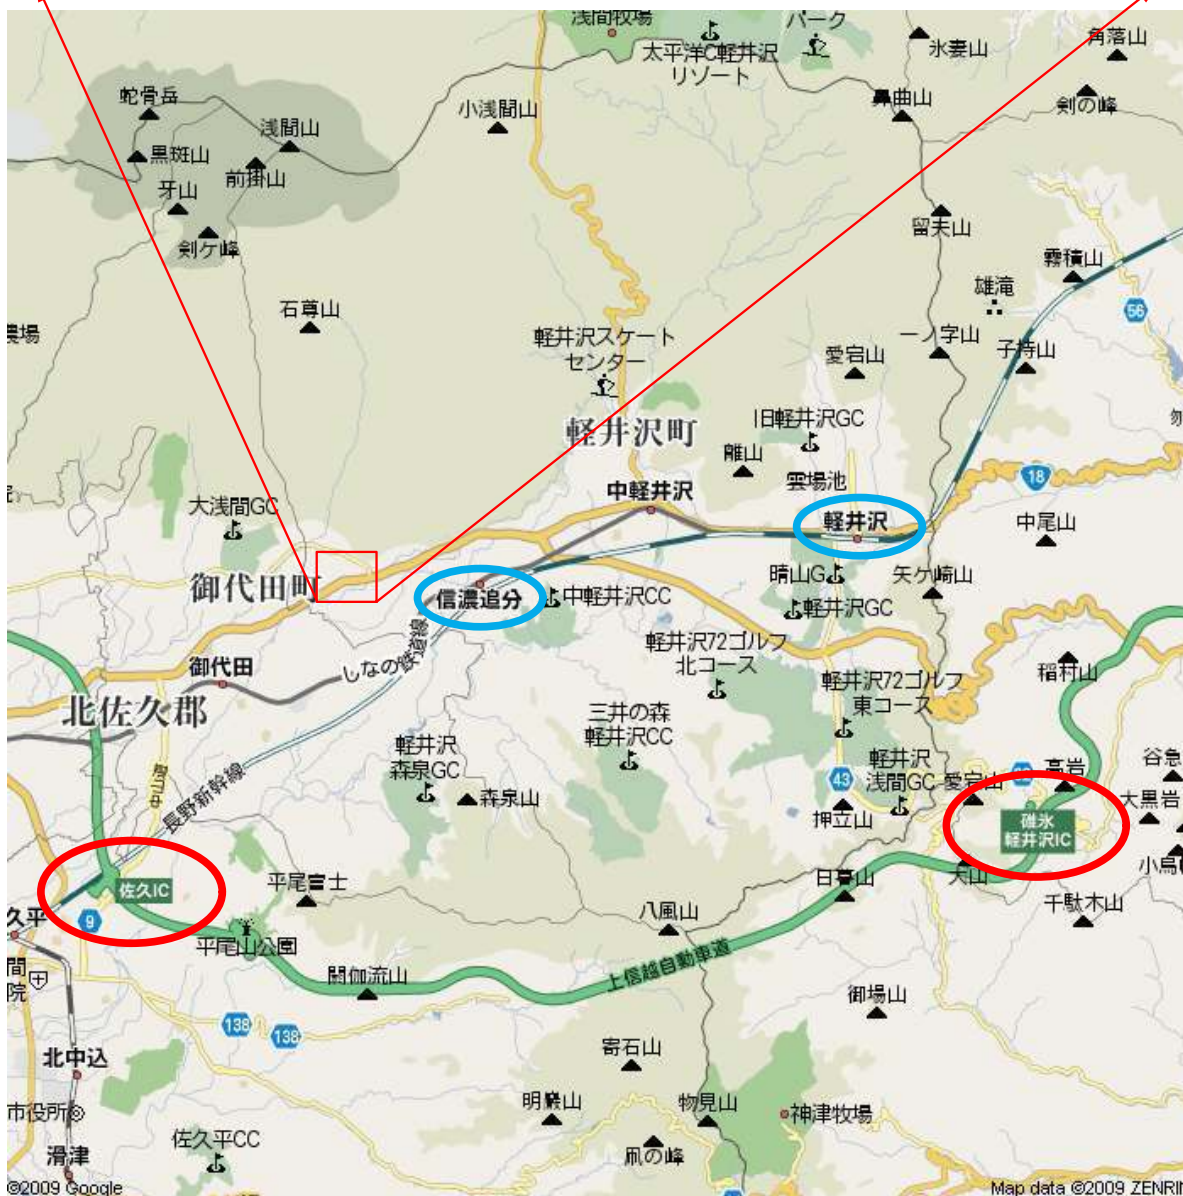 浅間牧場
パーク
太平洋C軽井沢
リゾート
氷妻山
角落山
蛇骨岳
小浅間山
鼻曲山
剣の峰
浅間山
黒斑山
前掛山
牙山
剣ケ峰
留夫山
霧積山
雄滝
56
石尊山
農場
軽井沢スケート
センター
愛宕山
一ノ字山
子持山
旧軽井沢GC
軽井沢町
離山
雲場池
18
中軽井沢
大浅間GC
軽井沢
中尾山
御代田町
信濃追分
中軽井沢CC
晴山G
矢ケ崎山
軽井沢GC
しなの鉄道線
御代田
軽井沢72ゴルフ
北コース
稲村山
軽井沢72ゴルフ
東コース
北佐久郡
三井の森
軽井沢CC
軽井沢
森泉GC
森泉山
長野新幹線
43
軽井沢
浅間GC
愛宕山
高岩
谷急
大黒岩
押立山
碓氷
軽井沢IC
佐久IC
平尾富士
日暮山
矢山
小烏
千駄木山
久平
9
平尾山公園
八風山
上信越自動車道
間
院
閼伽流山
御場山
138
138
北中込
寄石山
市役所
明巌山
物見山
神津牧場
佐久平CC
凧の峰
滑津
©2009 Google
Map data ©2009 ZENRIN